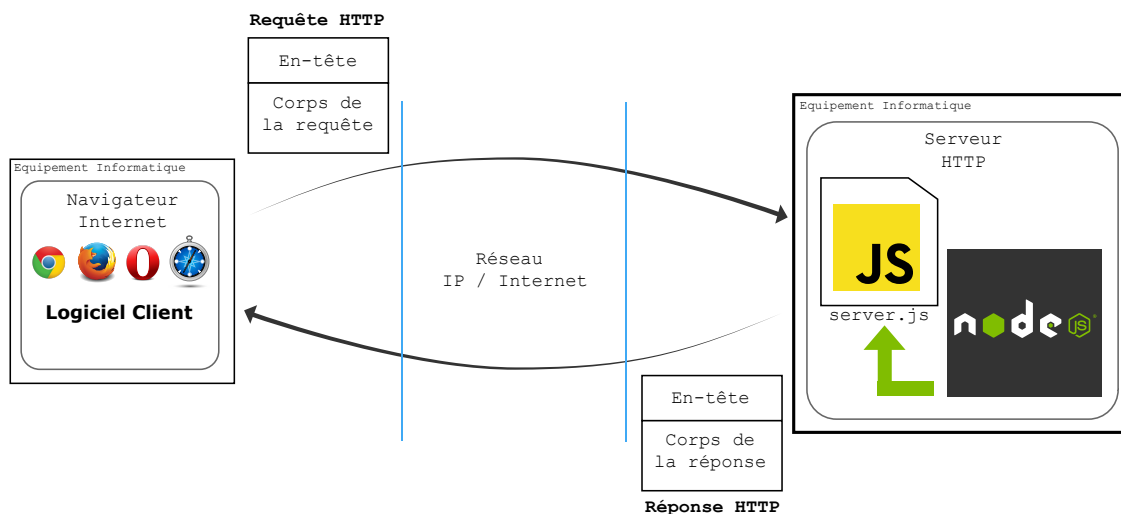 Requête HTTP
En-tête
Corps de
la requête
Equipement Informatique
Navigateur
Internet
Logiciel Client
Réseau
IP / Internet
Equipement Informatique
Serveur
HTTP
JS
server.js
node
JS
En-tête
Corps de
la réponse
Réponse HTTP